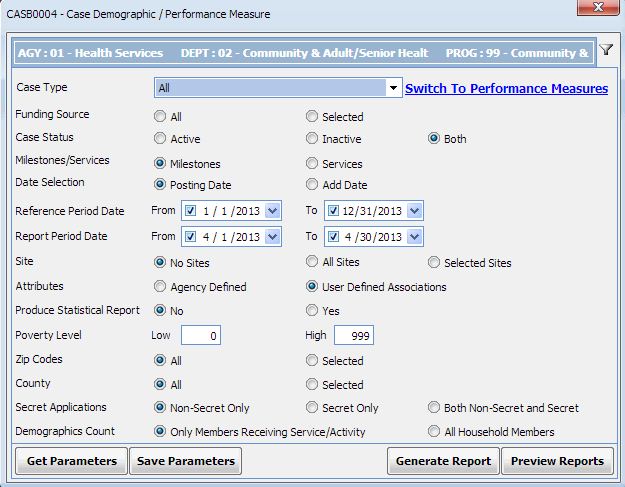 CASB0004 - Case Demographic / Performance Measure
AGY : 01 - Health Services DEPT : 02 - Community & Adult/Senior Healt PROG : 99 - Community &
Case Type All Switch To Performance Measures
Funding Source All Selected
Case Status Active Inactive Both
Milestones/Services Milestones Services
Date Selection Posting Date Add Date
Reference Period Date From 1 / 1 /2013 To 12/31/2013
Report Period Date From 4 / 1 /2013 To 4 /30/2013
Site No Sites All Sites Selected Sites
Attributes Agency Defined User Defined Associations
Produce Statistical Report No Yes
Poverty Level Low 0 High 999
Zip Codes All Selected
County All Selected
Secret Applications Non-Secret Only Secret Only Both Non-Secret and Secret
Demographics Count Only Members Receiving Service/Activity All Household Members
Get Parameters Save Parameters Generate Report Preview Reports